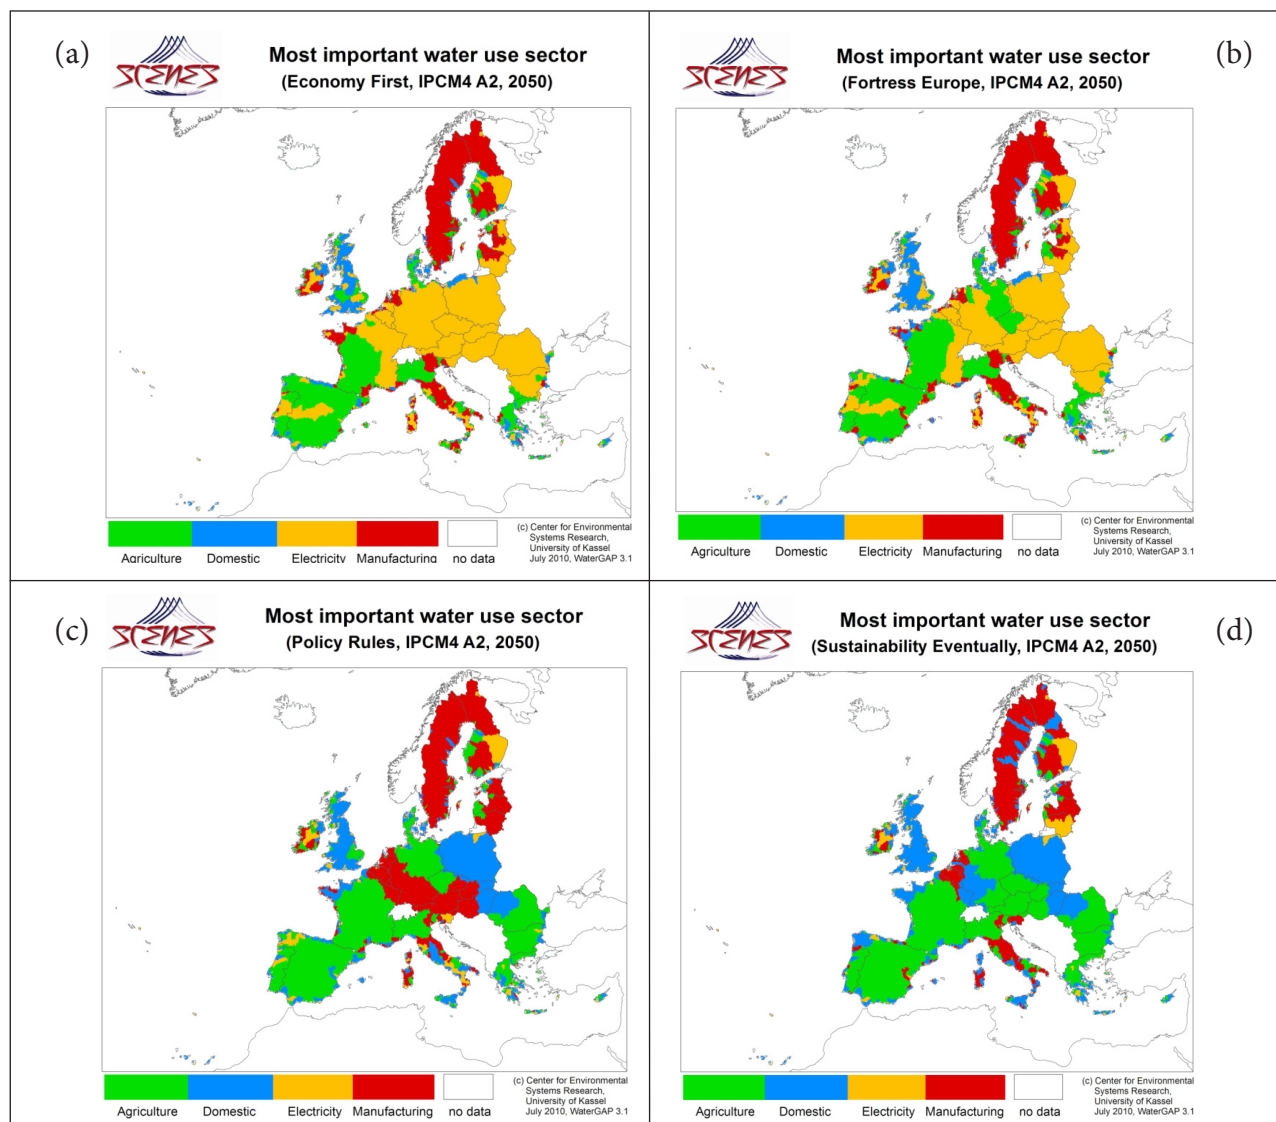 (a)
SCENES
Most important water use sector
(Economy First, IPCM4 A2, 2050)
Agriculture
Domestic
Electricity
Manufacturing
no data
(c) Center for Environmental
Systems Research,
University of Kassel
July 2010, WaterGAP 3.1
(b)
SCENES
Most important water use sector
(Fortress Europe, IPCM4 A2, 2050)
Agriculture
Domestic
Electricity
Manufacturing
no data
(c) Center for Environmental
Systems Research,
University of Kassel
July 2010, WaterGAP 3.1
(c)
SCENES
Most important water use sector
(Policy Rules, IPCM4 A2, 2050)
Agriculture
Domestic
Electricity
Manufacturing
no data
(c) Center for Environmental
Systems Research,
University of Kassel
July 2010, WaterGAP 3.1
(d)
SCENES
Most important water use sector
(Sustainability Eventually, IPCM4 A2, 2050)
Agriculture
Domestic
Electricity
Manufacturing
no data
(c) Center for Environmental
Systems Research,
University of Kassel
July 2010, WaterGAP 3.1